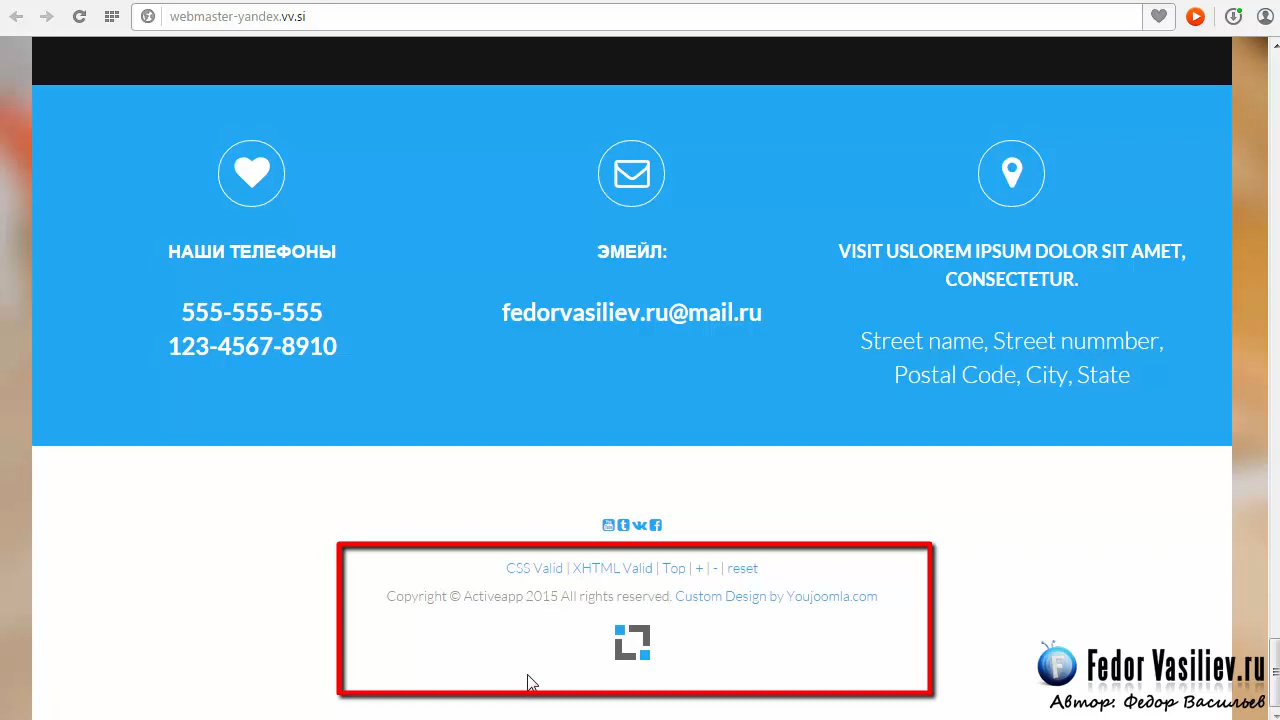 webmaster-yandex.vv.si
НАШИ ТЕЛЕФОНЫ
555-555-555
123-4567-8910
ЭМЕЙЛ:
fedorvasiliev.ru@mail.ru
VISIT USLOREM IPSUM DOLOR SIT AMET,
CONSECTETUR.
Street name, Street nummber,
Postal Code, City, State
CSS Valid | XHTML Valid | Top | + | - | reset
Copyright © Activeapp 2015 All rights reserved. Custom Design by Youjoomla.com
Fedor Vasiliev.ru
Автор: Федор Васильев